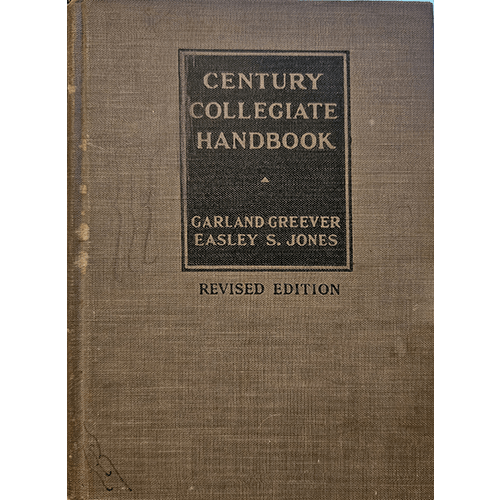 CENTURY
COLLEGIATE
HANDBOOK
GARLAND GREEVER
EASLEY S. JONES
REVISED EDITION